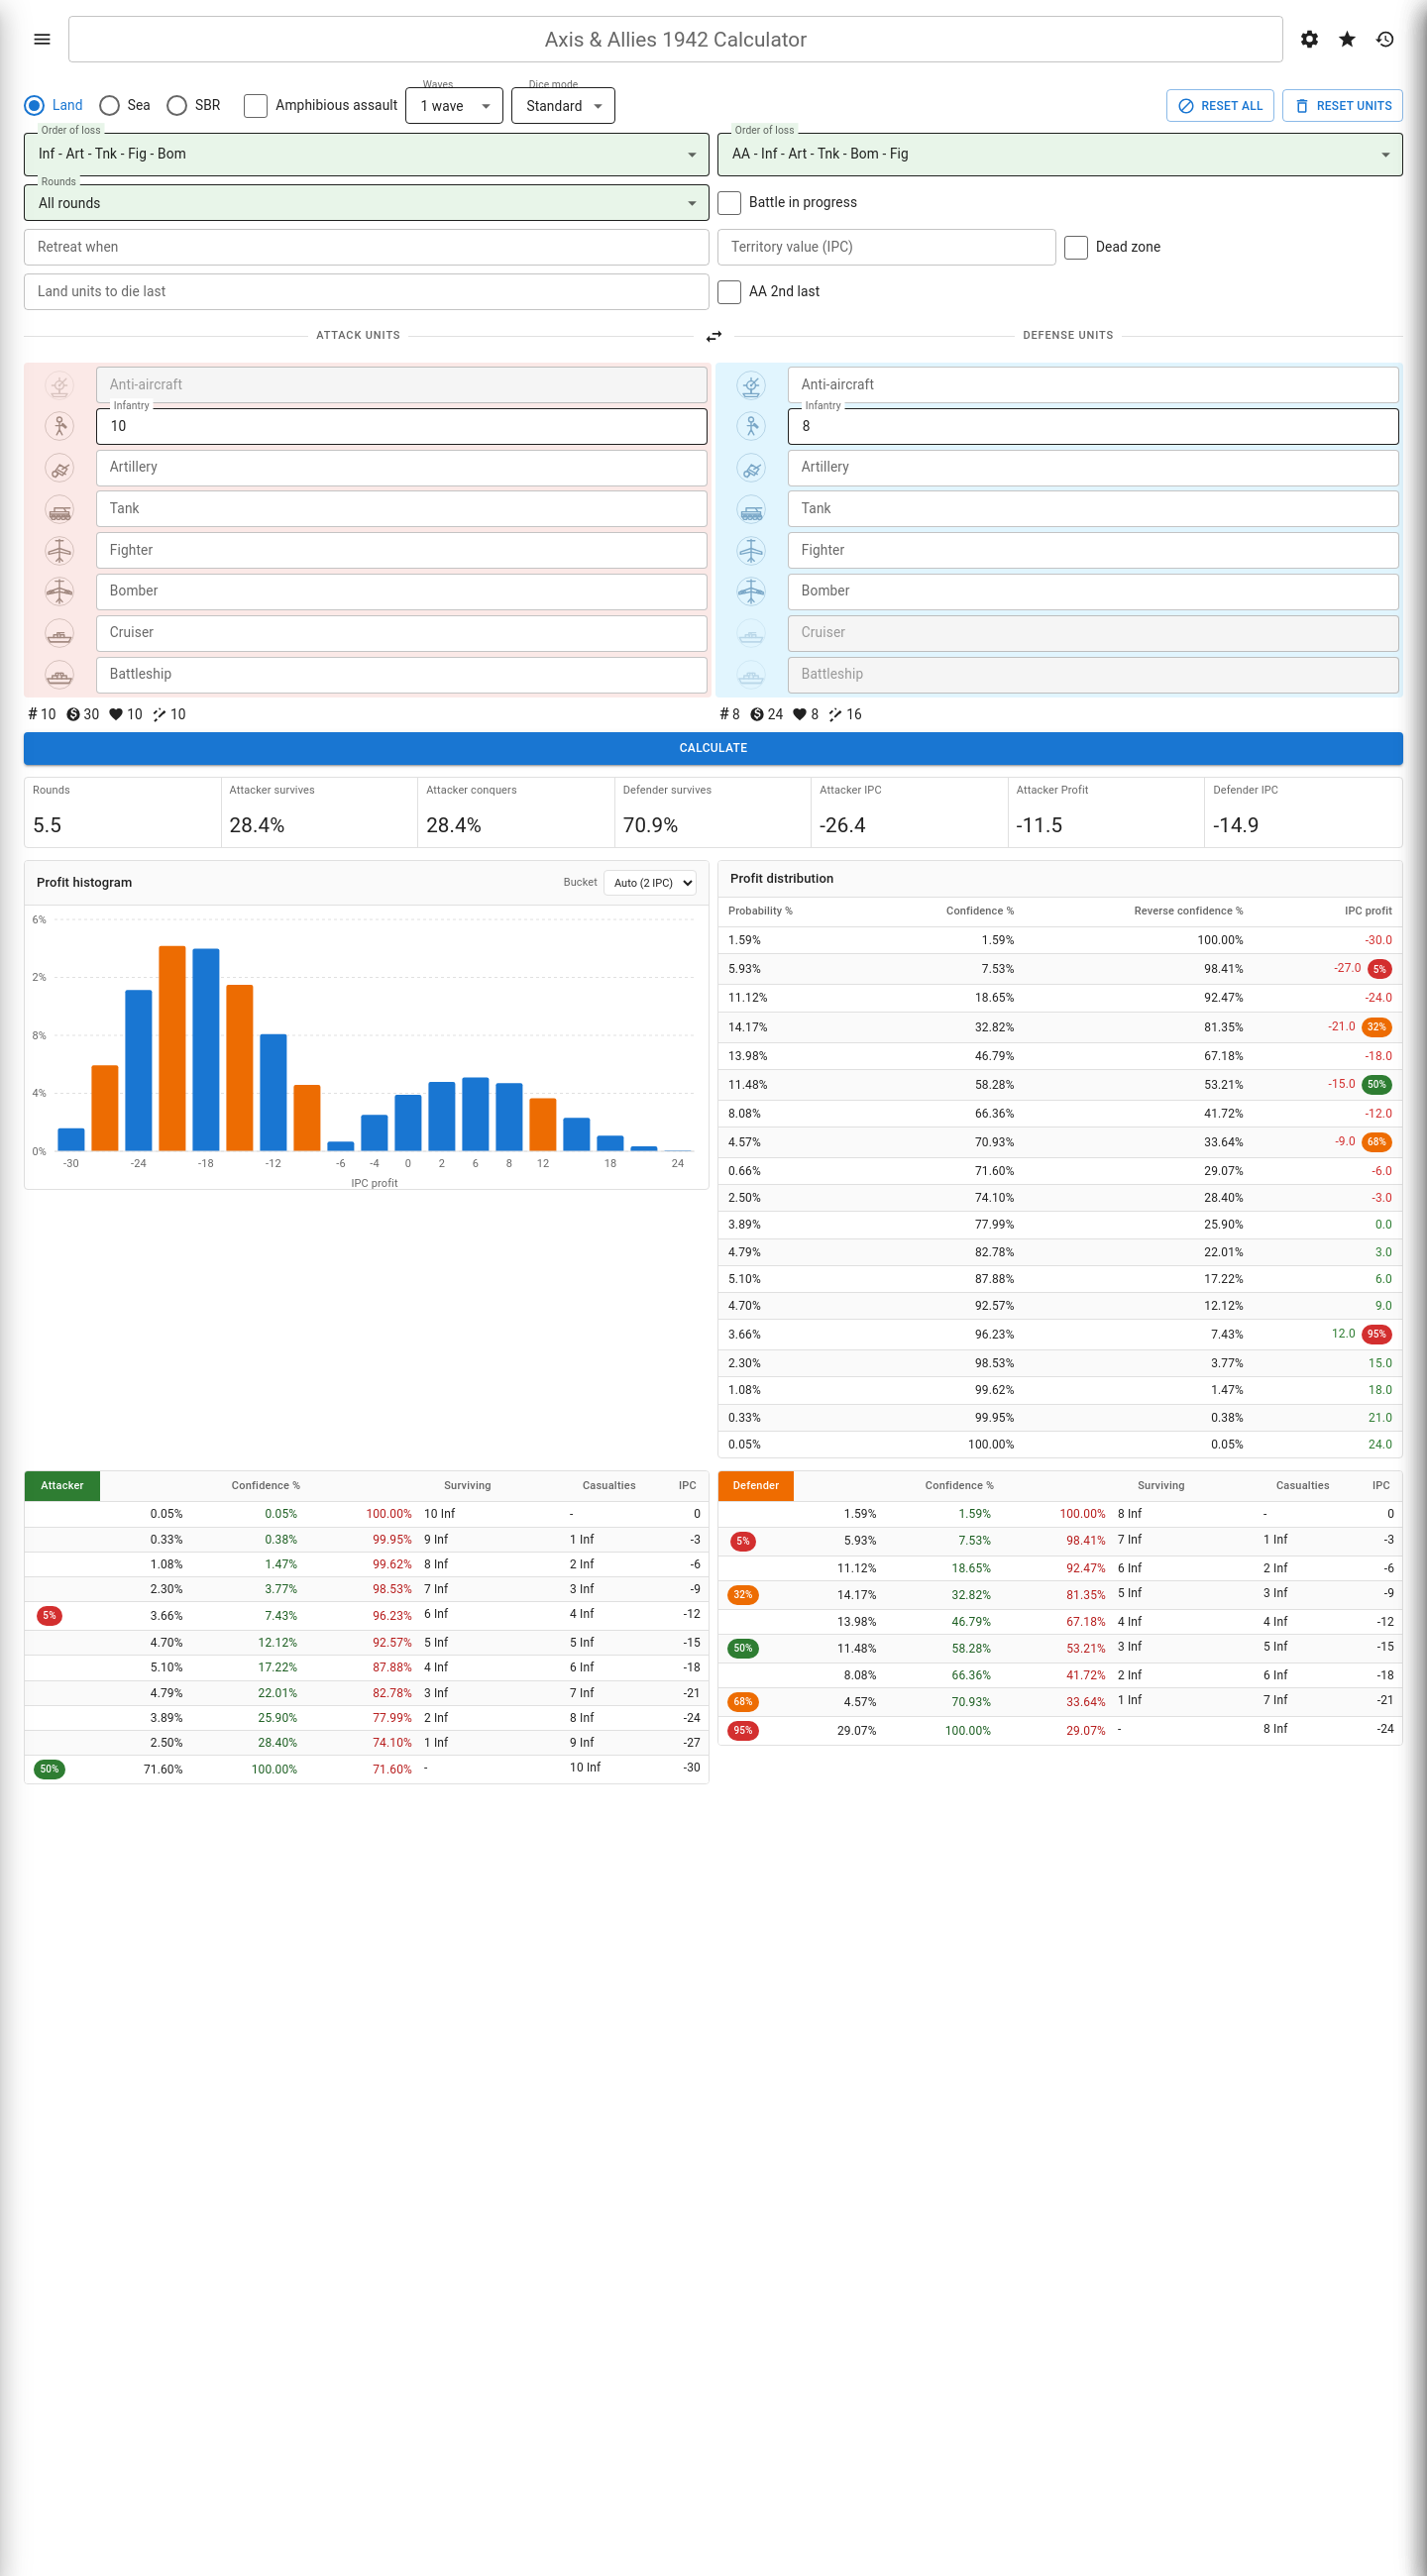 Axis & Allies 1942 Calculator
Land Sea SBR Amphibious assault Waves 1 wave Dice mode Standard RESET ALL RESET UNITS
Order of loss Order of loss
Inf - Art - Tnk - Fig - Bom AA - Inf - Art - Tnk - Bom - Fig
Rounds
All rounds Battle in progress
Retreat when Territory value (IPC) Dead zone
Land units to die last AA 2nd last
ATTACK UNITS DEFENSE UNITS
Anti-aircraft Anti-aircraft
Infantry Infantry
10 8
Artillery Artillery
Tank Tank
Fighter Fighter
Bomber Bomber
Cruiser Cruiser
Battleship Battleship
# 10 30 10 10 # 8 24 8 16
CALCULATE
Rounds Attacker survives Attacker conquers Defender survives Attacker IPC Attacker Profit Defender IPC
5.5 28.4% 28.4% 70.9% -26.4 -11.5 -14.9
Profit histogram Bucket Auto (2 IPC)
6%
2%
8%
4%
0%
-30 -24 -18 -12 -6 -4 0 2 6 8 12 18 24
IPC profit
Profit distribution
Probability % Confidence % Reverse confidence % IPC profit
1.59% 1.59% 100.00% -30.0
5.93% 7.53% 98.41% -27.0 5%
11.12% 18.65% 92.47% -24.0
14.17% 32.82% 81.35% -21.0 32%
13.98% 46.79% 67.18% -18.0
11.48% 58.28% 53.21% -15.0 50%
8.08% 66.36% 41.72% -12.0
4.57% 70.93% 33.64% -9.0 68%
0.66% 71.60% 29.07% -6.0
2.50% 74.10% 28.40% -3.0
3.89% 77.99% 25.90% 0.0
4.79% 82.78% 22.01% 3.0
5.10% 87.88% 17.22% 6.0
4.70% 92.57% 12.12% 9.0
3.66% 96.23% 7.43% 12.0 95%
2.30% 98.53% 3.77% 15.0
1.08% 99.62% 1.47% 18.0
0.33% 99.95% 0.38% 21.0
0.05% 100.00% 0.05% 24.0
Attacker Confidence % Surviving Casualties IPC
0.05% 0.05% 100.00% 10 Inf - 0
0.33% 0.38% 99.95% 9 Inf 1 Inf -3
1.08% 1.47% 99.62% 8 Inf 2 Inf -6
2.30% 3.77% 98.53% 7 Inf 3 Inf -9
5% 3.66% 7.43% 96.23% 6 Inf 4 Inf -12
4.70% 12.12% 92.57% 5 Inf 5 Inf -15
5.10% 17.22% 87.88% 4 Inf 6 Inf -18
4.79% 22.01% 82.78% 3 Inf 7 Inf -21
3.89% 25.90% 77.99% 2 Inf 8 Inf -24
2.50% 28.40% 74.10% 1 Inf 9 Inf -27
50% 71.60% 100.00% 71.60% - 10 Inf -30
Defender Confidence % Surviving Casualties IPC
1.59% 1.59% 100.00% 8 Inf - 0
5% 5.93% 7.53% 98.41% 7 Inf 1 Inf -3
11.12% 18.65% 92.47% 6 Inf 2 Inf -6
32% 14.17% 32.82% 81.35% 5 Inf 3 Inf -9
13.98% 46.79% 67.18% 4 Inf 4 Inf -12
50% 11.48% 58.28% 53.21% 3 Inf 5 Inf -15
8.08% 66.36% 41.72% 2 Inf 6 Inf -18
68% 4.57% 70.93% 33.64% 1 Inf 7 Inf -21
95% 29.07% 100.00% 29.07% - 8 Inf -24